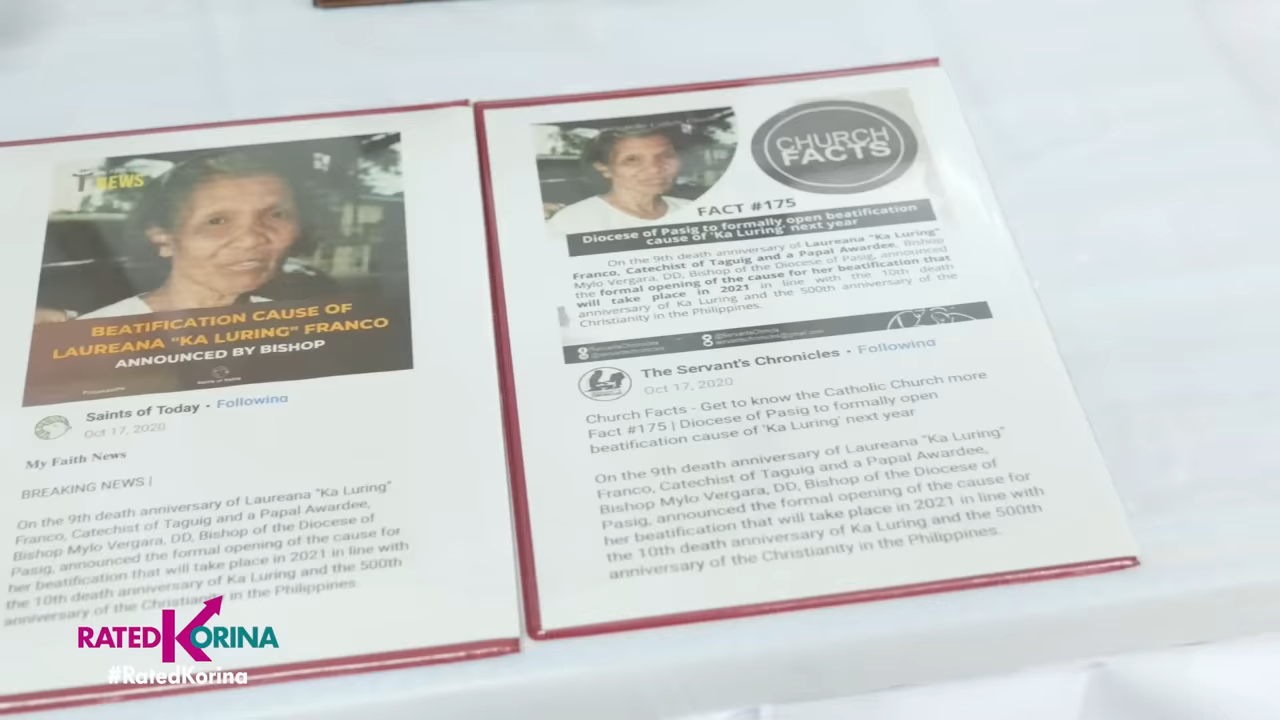 NEWS
BEATIFICATION CAUSE OF
LAUREANA "KA LURING" FRANCO
ANNOUNCED BY BISHOP
Saints of Today • Following
Oct 17, 2020
My Faith News
BREAKING NEWS |
On the 9th death anniversary of Laureana "Ka Luring"
Franco, Catechist of Taguig and a Papal Awardee,
Bishop Mylo Vergara, DD, Bishop of the Diocese of
Pasig, announced the formal opening of the cause for
her beatification that will take place in 2021 in line with
the 10th death anniversary of Ka Luring and the 500th
anniversary of the Christianity in the Philippines.
CHURCH
FACTS
FACT #175
Diocese of Pasig to formally open beatification
cause of 'Ka Luring' next year
On the 9th death anniversary of Laureana "Ka Luring"
Franco, Catechist of Taguig and a Papal Awardee, Bishop
Mylo Vergara, DD, Bishop of the Diocese of Pasig, announced
the formal opening of the cause for her beatification that
will take place in 2021 in line with the 10th death
anniversary of Ka Luring and the 500th anniversary of the
Christianity in the Philippines.
The Servant's Chronicles • Following
Oct 17, 2020
Church Facts - Get to know the Catholic Church more
Fact #175 | Diocese of Pasig to formally open
beatification cause of 'Ka Luring' next year
On the 9th death anniversary of Laureana "Ka Luring"
Franco, Catechist of Taguig and a Papal Awardee,
Bishop Mylo Vergara, DD, Bishop of the Diocese of
Pasig, announced the formal opening of the cause for
her beatification that will take place in 2021 in line with
the 10th death anniversary of Ka Luring and the 500th
anniversary of the Christianity in the Philippines.
RATED KORINA
#RatedKorina